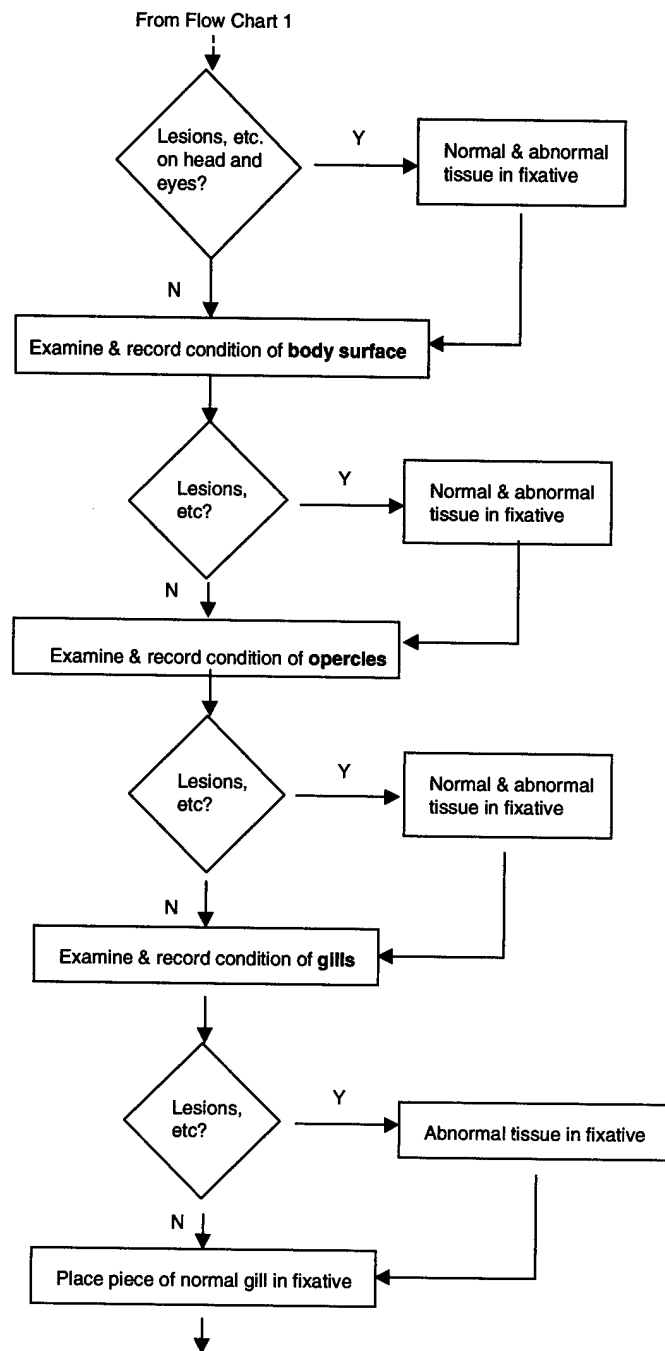 From Flow Chart 1
Lesions, etc.
on head and
eyes?
Y
Normal & abnormal
tissue in fixative
N
Examine & record condition of body surface
Lesions,
etc?
Y
Normal & abnormal
tissue in fixative
N
Examine & record condition of opercles
Lesions,
etc?
Y
Normal & abnormal
tissue in fixative
N
Examine & record condition of gills
Lesions,
etc?
Y
Abnormal tissue in fixative
N
Place piece of normal gill in fixative